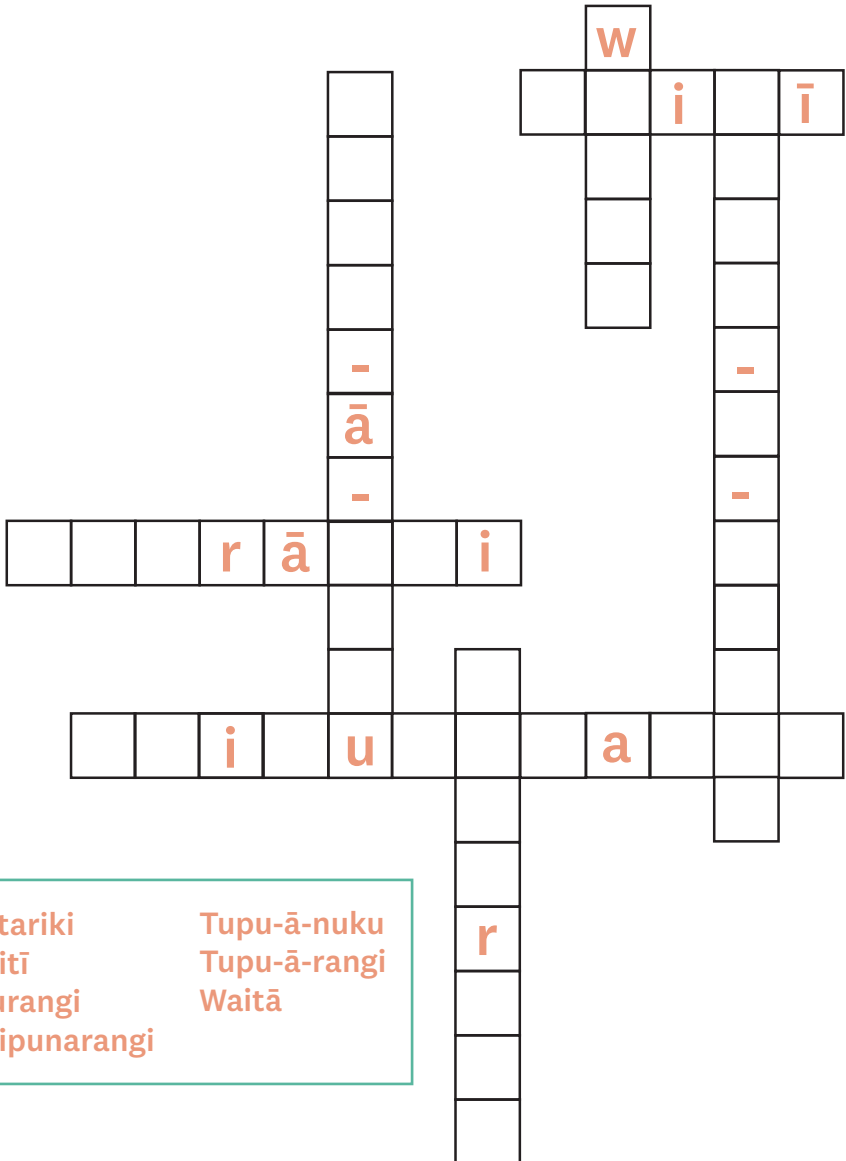 w
i ī
- -
ā
- -
r ā i
i u a
tariki
itī
urangi
ipunarangi
Tupu-ā-nuku
Tupu-ā-rangi
Waitā
r